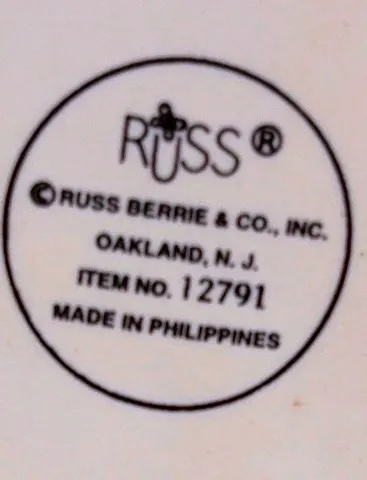 RUSS®
© RUSS BERRIE & CO., INC.
OAKLAND, N. J.
ITEM NO. 12791
MADE IN PHILIPPINES